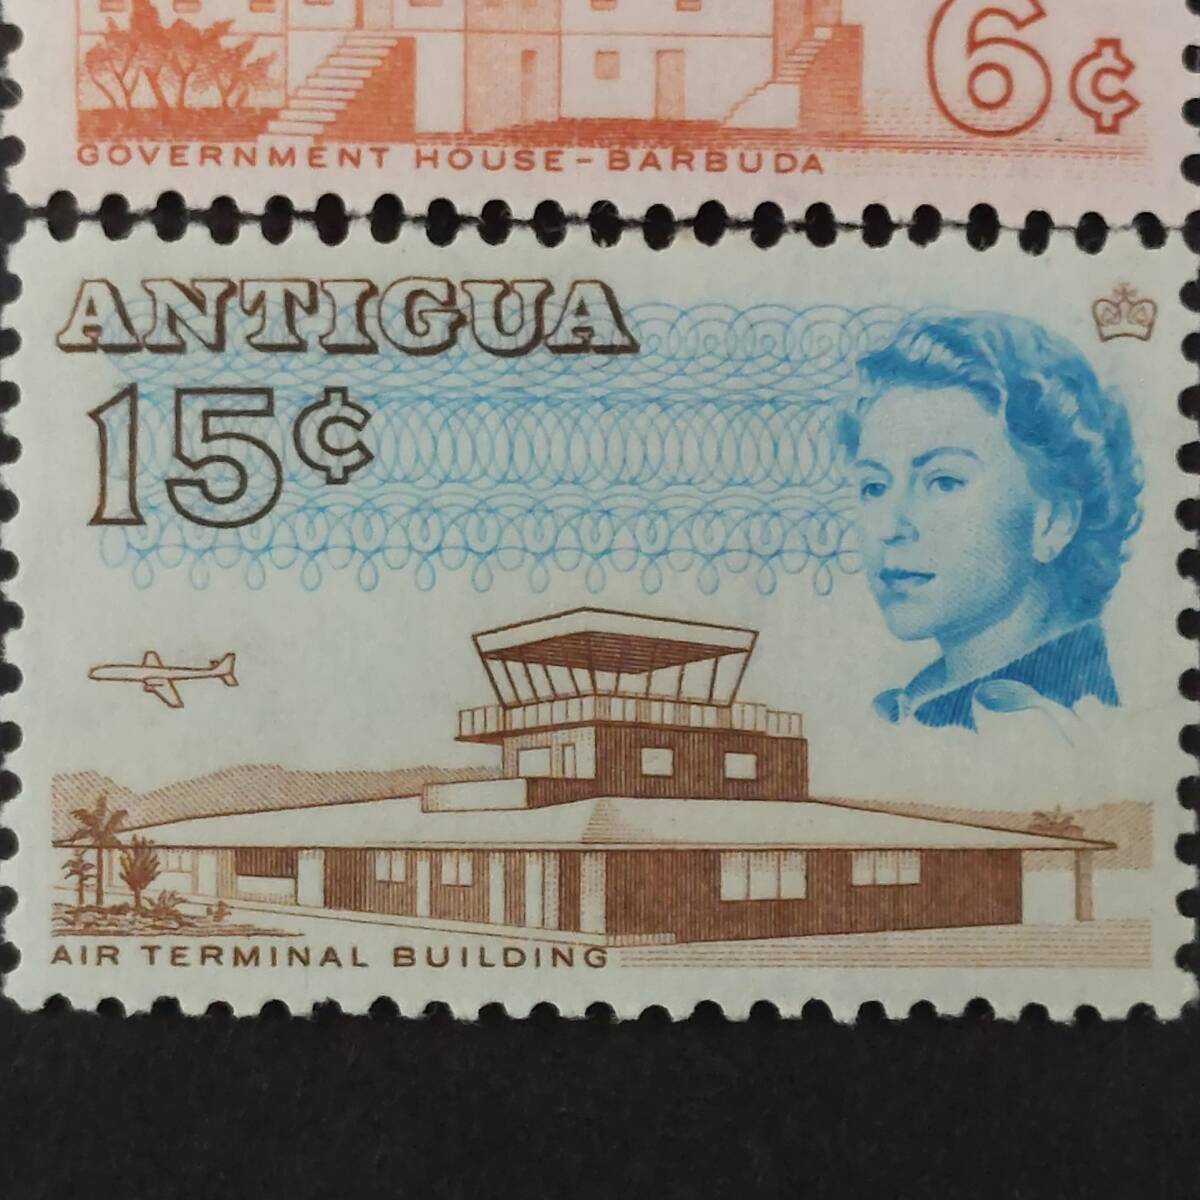 6¢
GOVERNMENT HOUSE-BARBUDA
ANTIGUA
15¢
AIR TERMINAL BUILDING